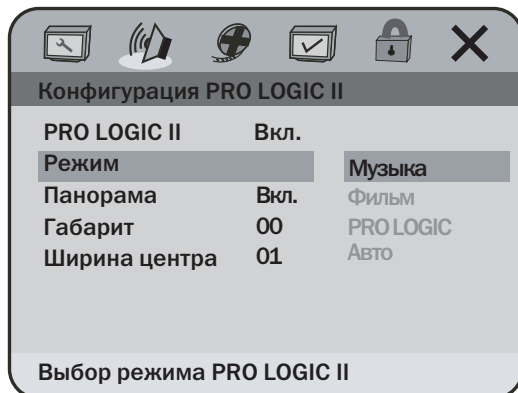 Конфигурация PRO LOGIC II
PRO LOGIC II Вкл.
Режим Музыка
Панорама Вкл. Фильм
Габарит 00 PRO LOGIC
Ширина центра 01 Авто
Выбор режима PRO LOGIC II